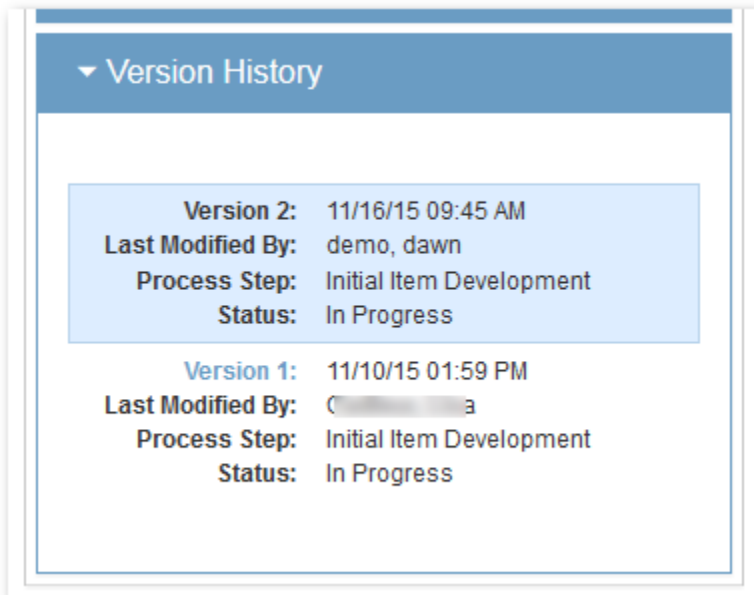 Version History
Version 2: 11/16/15 09:45 AM
Last Modified By: demo, dawn
Process Step: Initial Item Development
Status: In Progress
Version 1: 11/10/15 01:59 PM
Last Modified By:
Process Step: Initial Item Development
Status: In Progress